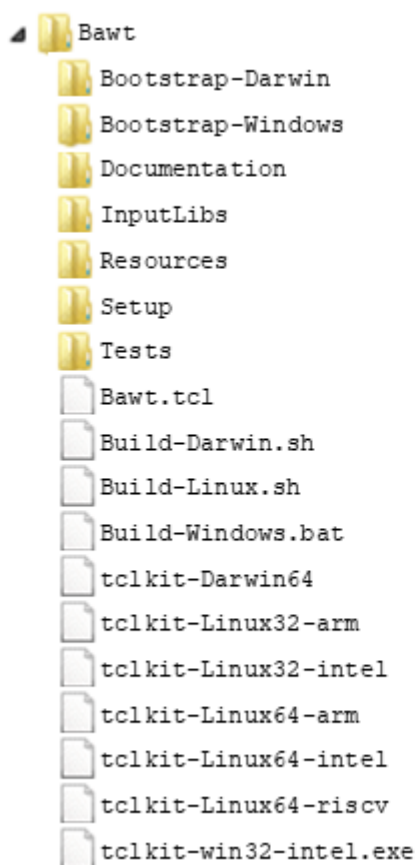 Bawt
Bootstrap-Darwin
Bootstrap-Windows
Documentation
InputLibs
Resources
Setup
Tests
Bawt.tcl
Build-Darwin.sh
Build-Linux.sh
Build-Windows.bat
tclkit-Darwin64
tclkit-Linux32-arm
tclkit-Linux32-intel
tclkit-Linux64-arm
tclkit-Linux64-intel
tclkit-Linux64-riscv
tclkit-win32-intel.exe